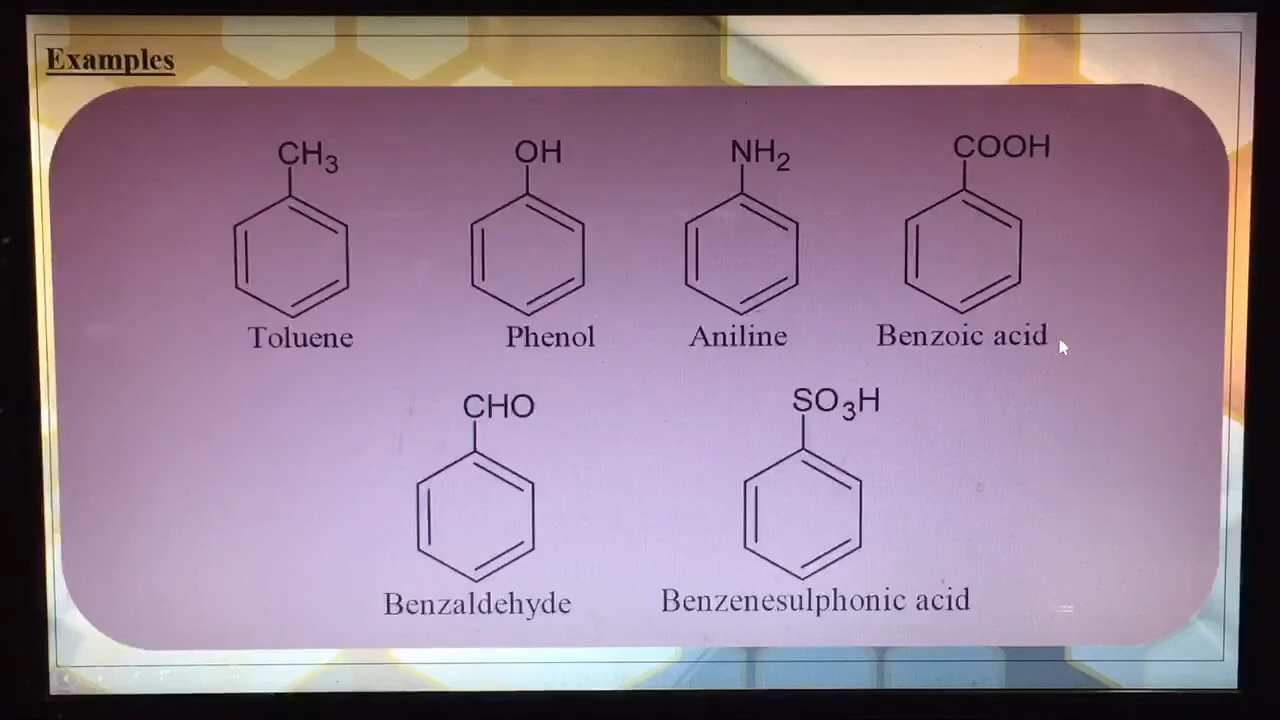 Examples
CH3 OH NH2 COOH
Toluene Phenol Aniline Benzoic acid
CHO SO3H
Benzaldehyde Benzenesulphonic acid